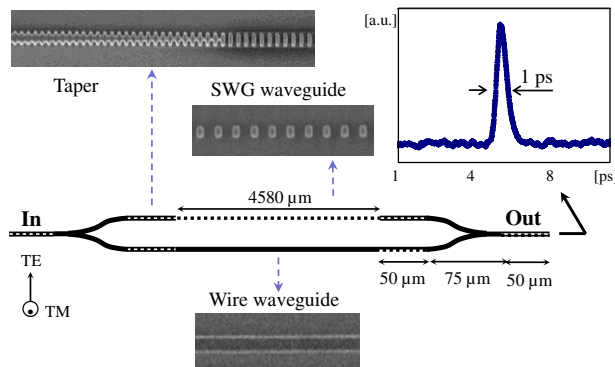 [a.u.]
1 ps
1 4 8 [ps]
Taper
SWG waveguide
4580 µm
In
Out
TE
TM
50 µm 75 µm 50 µm
Wire waveguide